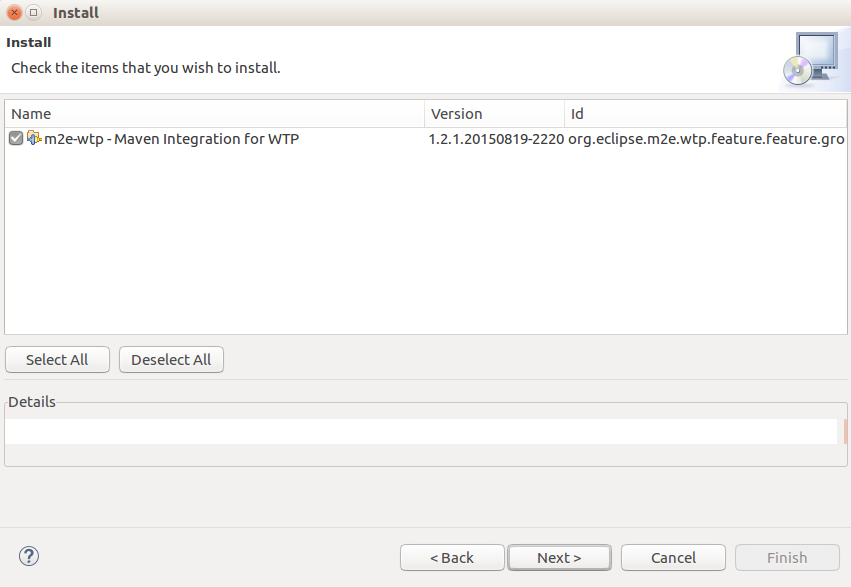 Install
Install
Check the items that you wish to install.
Name Version Id
m2e-wtp - Maven Integration for WTP 1.2.1.20150819-2220 org.eclipse.m2e.wtp.feature.feature.gro
Select All Deselect All
Details
? < Back Next > Cancel Finish